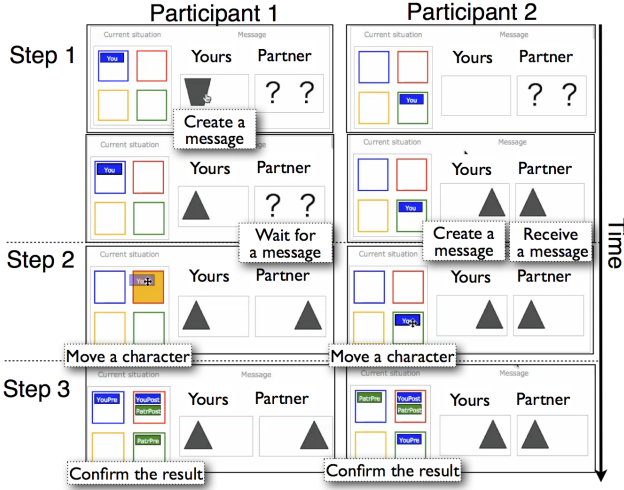 Participant 1
Participant 2
Step 1
Current situation
Message
You
Yours
Partner
? ?
Create a
message
Current situation
Message
You
Yours
Partner
? ?
Current situation
Message
You
Yours
Partner
? ?
Wait for
a message
Current situation
Message
You
Yours
Partner
Create a
message
Receive
a message
Time
Step 2
Current situation
Message
You
Yours
Partner
Move a character
Current situation
Message
You
Yours
Partner
Move a character
Step 3
Current situation
Message
YouPre
YouPost
PatrPost
PatrPre
Yours
Partner
Confirm the result
Current situation
Message
PatrPre
YouPost
PatrPost
YouPre
Yours
Partner
Confirm the result